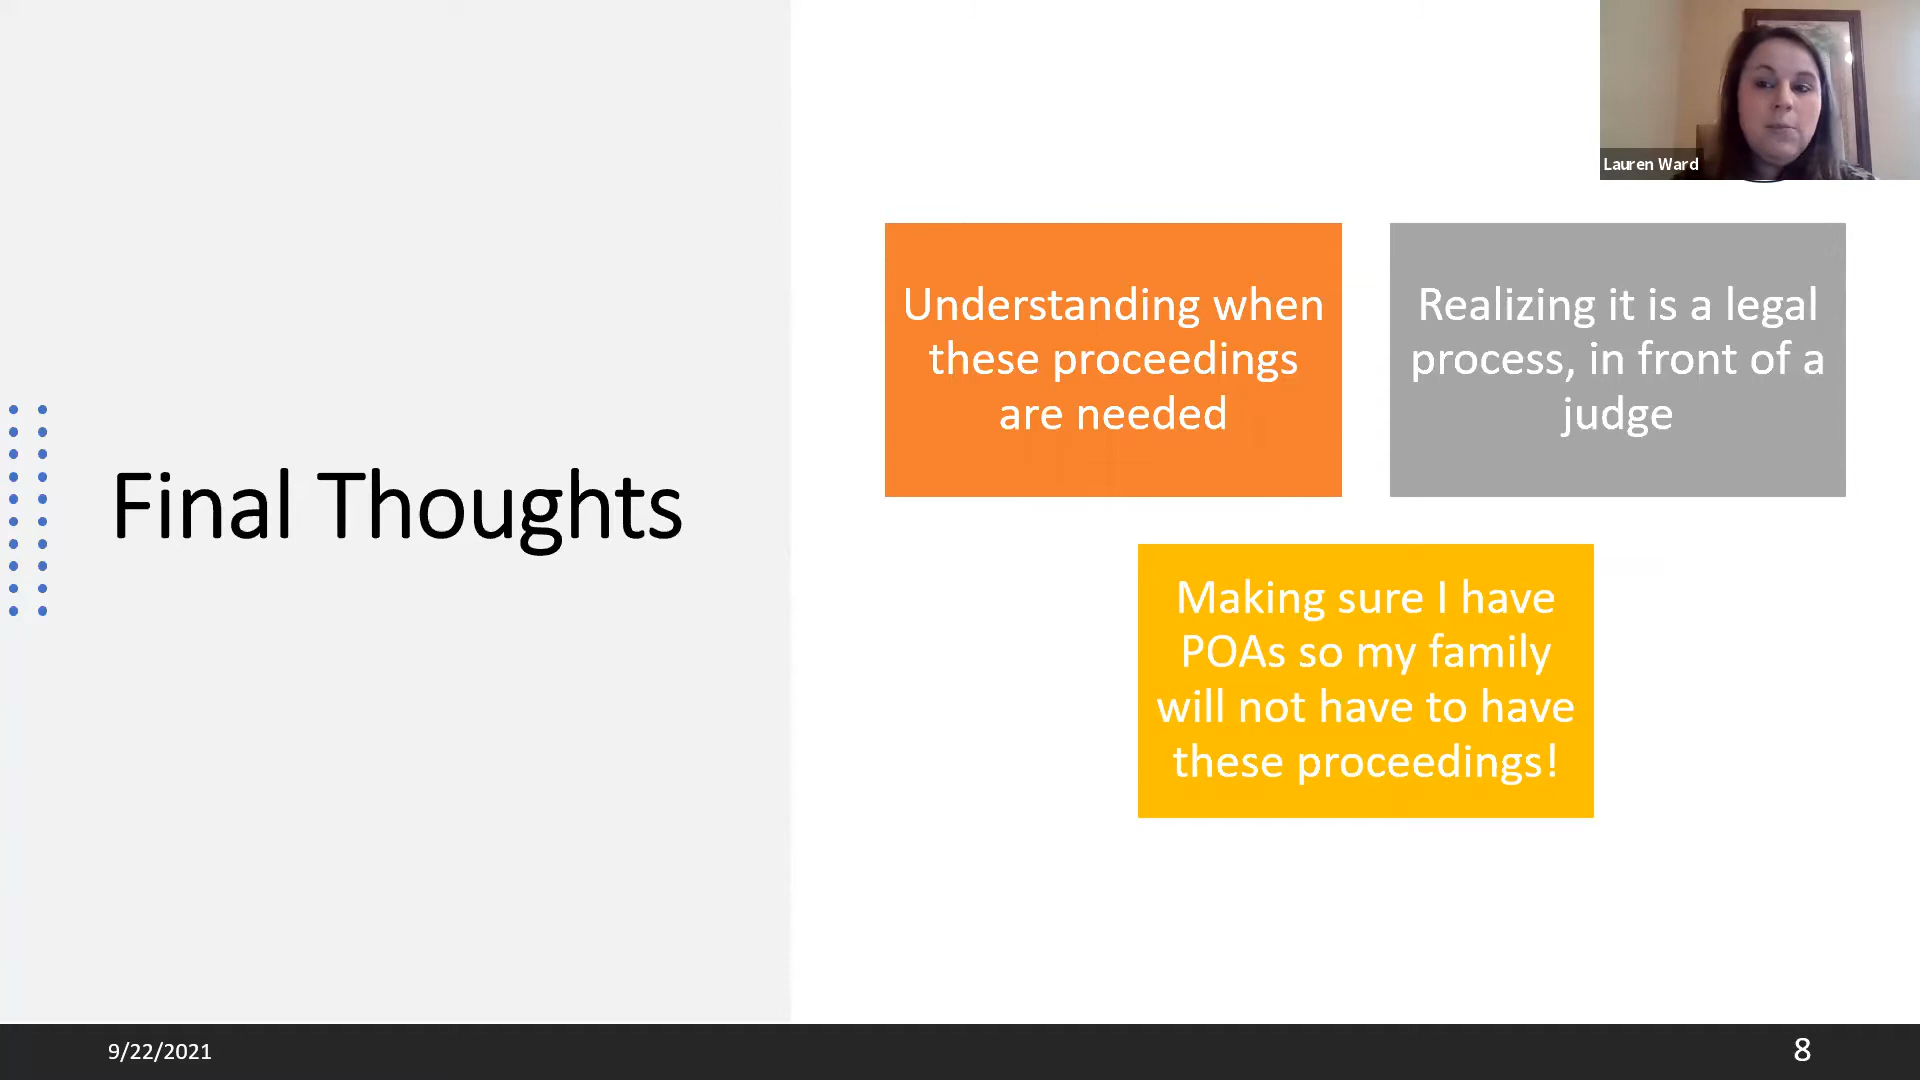 Lauren Ward
Understanding when
these proceedings
are needed
Realizing it is a legal
process, in front of a
judge
Final Thoughts
Making sure I have
POAs so my family
will not have to have
these proceedings!
9/22/2021
8